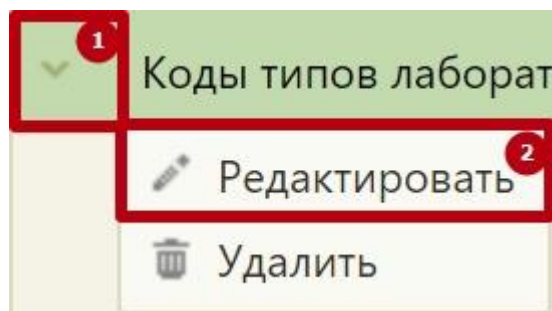 1
Коды типов лаборат
2
Редактировать
Удалить